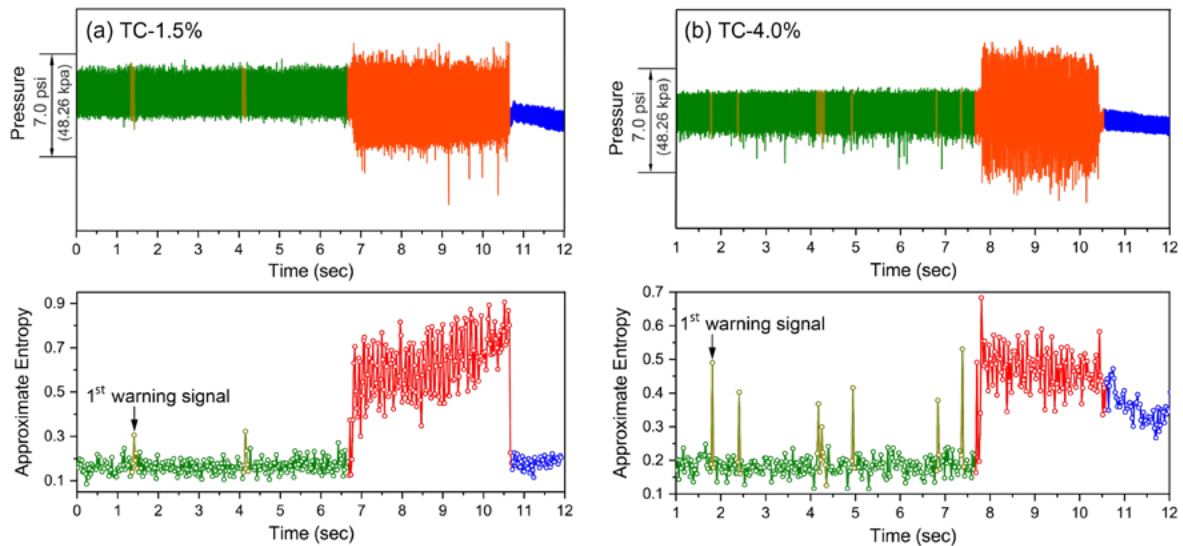 (a) TC-1.5%
Pressure
7.0 psi
(48.26 kpa)
0 1 2 3 4 5 6 7 8 9 10 11 12
Time (sec)
(b) TC-4.0%
Pressure
7.0 psi
(48.26 kpa)
1 2 3 4 5 6 7 8 9 10 11 12
Time (sec)
Approximate Entropy
0.9
0.7
0.5
0.3
0.1
1st warning signal
0 1 2 3 4 5 6 7 8 9 10 11 12
Time (sec)
Approximate Entropy
0.7
0.6
0.5
0.4
0.3
0.2
0.1
1st warning signal
1 2 3 4 5 6 7 8 9 10 11 12
Time (sec)